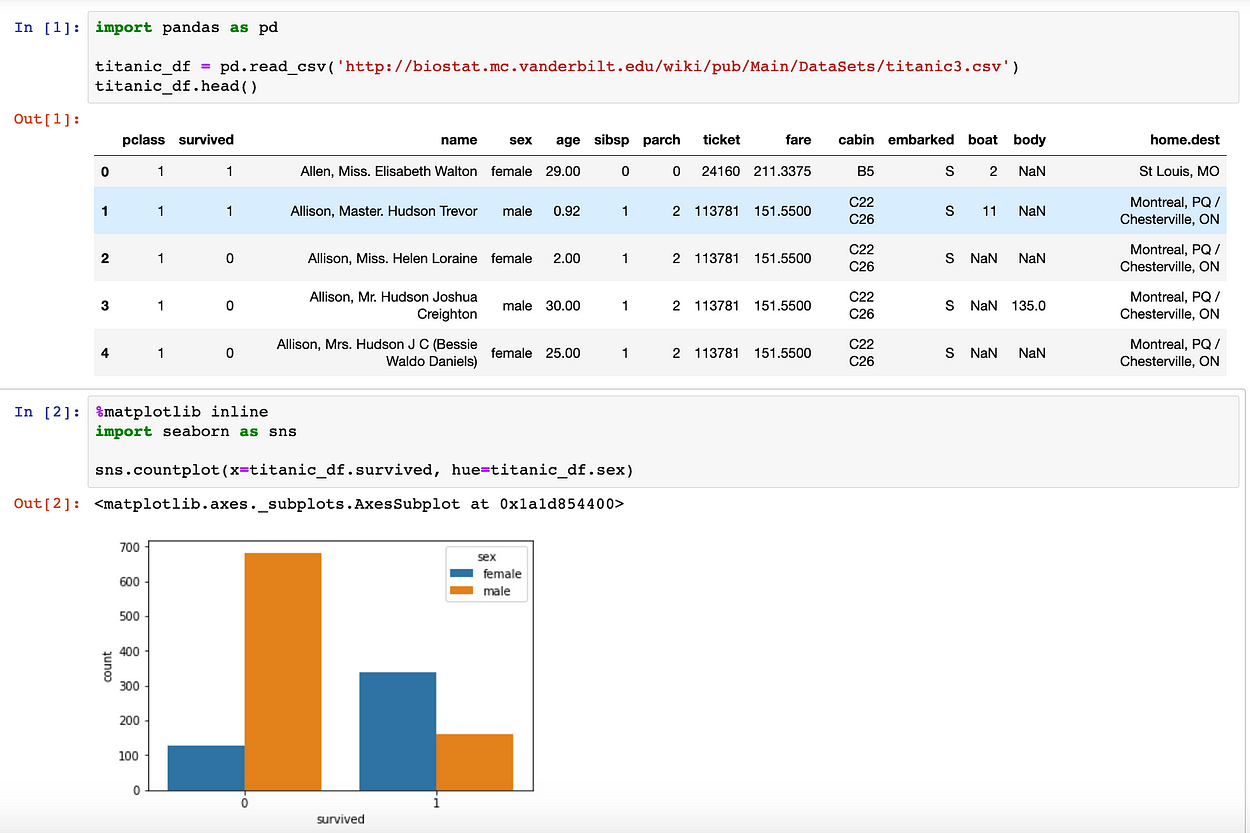 In [1]: import pandas as pd
titanic_df = pd.read_csv('http://biostat.mc.vanderbilt.edu/wiki/pub/Main/DataSets/titanic3.csv')
titanic_df.head()
Out[1]:
pclass survived name sex age sibsp parch ticket fare cabin embarked boat body home.dest
0 1 1 Allen, Miss. Elisabeth Walton female 29.00 0 0 24160 211.3375 B5 S 2 NaN St Louis, MO
1 1 1 Allison, Master. Hudson Trevor male 0.92 1 2 113781 151.5500 C22 C26 S 11 NaN Montreal, PQ / Chesterville, ON
2 1 0 Allison, Miss. Helen Loraine female 2.00 1 2 113781 151.5500 C22 C26 S NaN NaN Montreal, PQ / Chesterville, ON
3 1 0 Allison, Mr. Hudson Joshua Creighton male 30.00 1 2 113781 151.5500 C22 C26 S NaN 135.0 Montreal, PQ / Chesterville, ON
4 1 0 Allison, Mrs. Hudson J C (Bessie Waldo Daniels) female 25.00 1 2 113781 151.5500 C22 C26 S NaN NaN Montreal, PQ / Chesterville, ON
In [2]: %matplotlib inline
import seaborn as sns
sns.countplot(x=titanic_df.survived, hue=titanic_df.sex)
Out[2]: <matplotlib.axes._subplots.AxesSubplot at 0x1a1d854400>
700
600
500
400
300
200
100
0
count
sex
female
male
0 1
survived